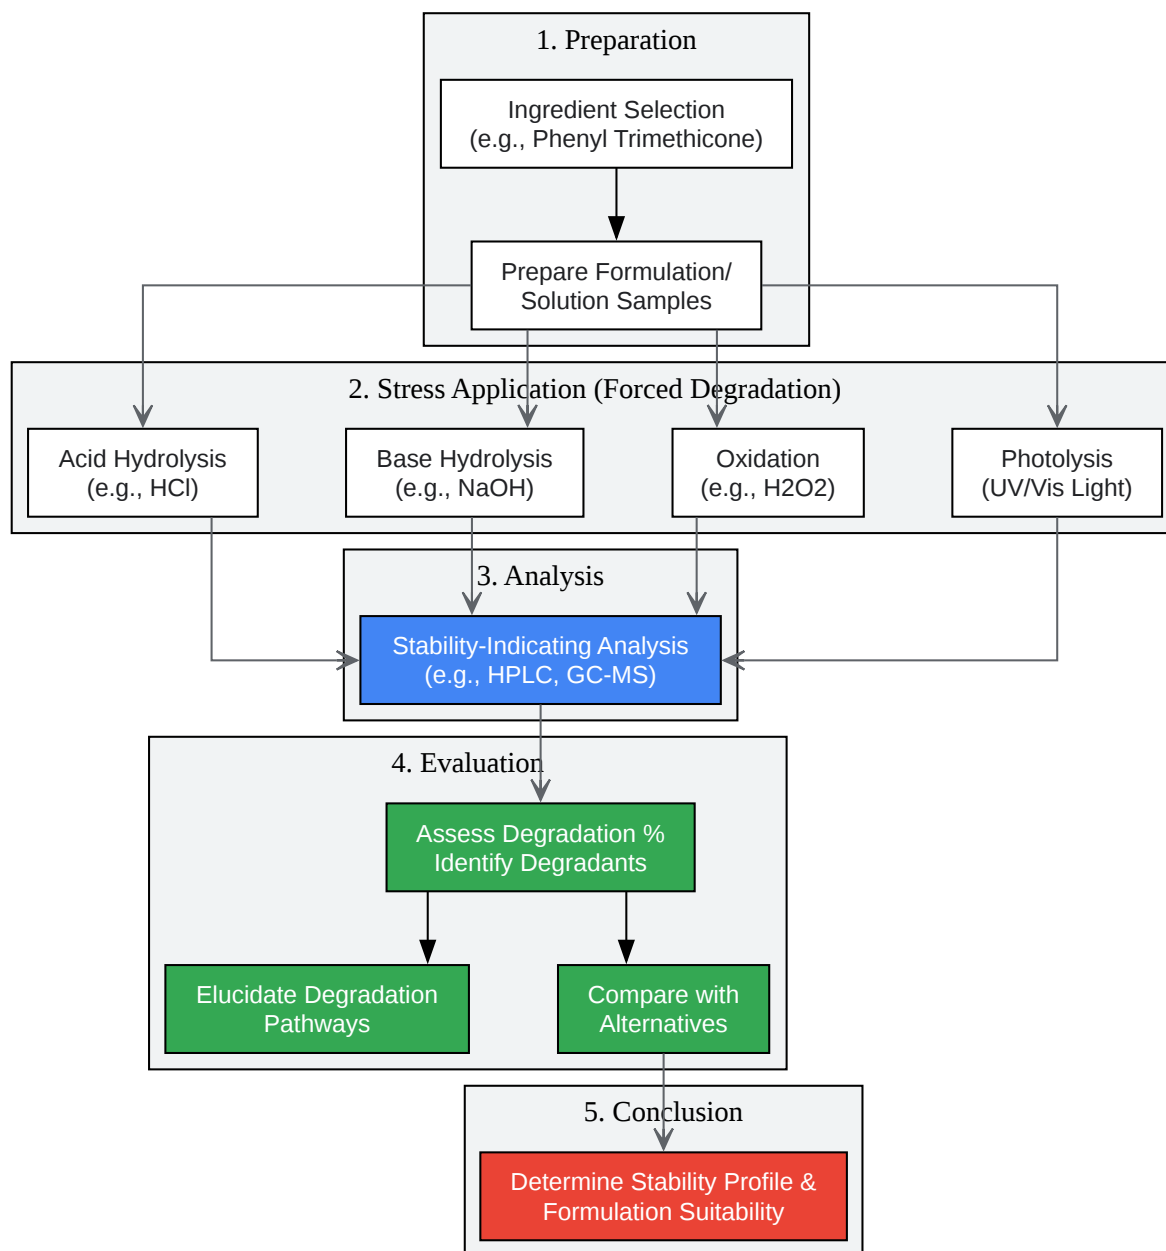 1. Preparation
Ingredient Selection
(e.g., Phenyl Trimethicone)
Prepare Formulation/
Solution Samples
2. Stress Application (Forced Degradation)
Acid Hydrolysis
(e.g., HCl)
Base Hydrolysis
(e.g., NaOH)
Oxidation
(e.g., H2O2)
Photolysis
(UV/Vis Light)
3. Analysis
Stability-Indicating Analysis
(e.g., HPLC, GC-MS)
4. Evaluation
Assess Degradation %
Identify Degradants
Elucidate Degradation
Pathways
Compare with
Alternatives
5. Conclusion
Determine Stability Profile &
Formulation Suitability